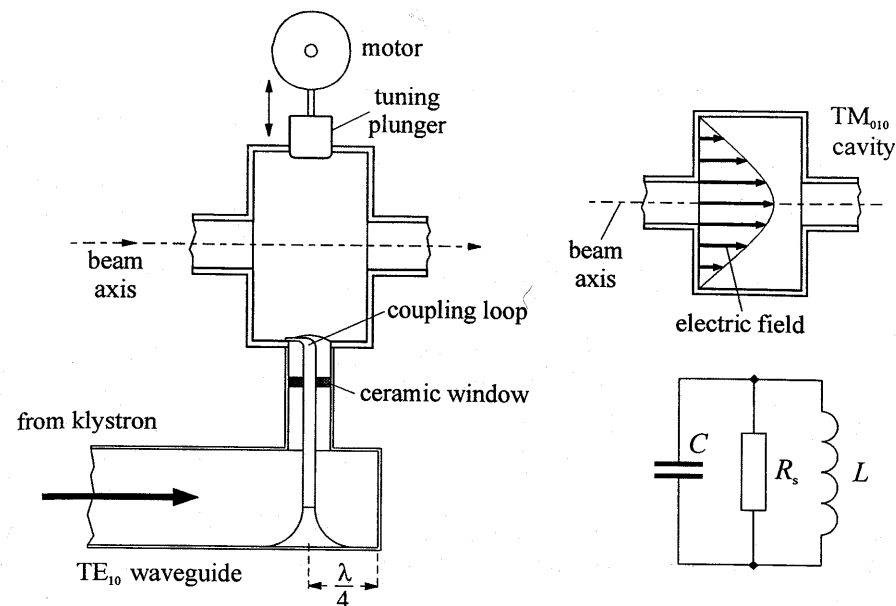 motor
tuning
plunger
beam
axis
coupling loop
ceramic window
from klystron
TE₁₀ waveguide
λ
4
TM₀₁₀
cavity
beam
axis
electric field
C
Rₛ
L